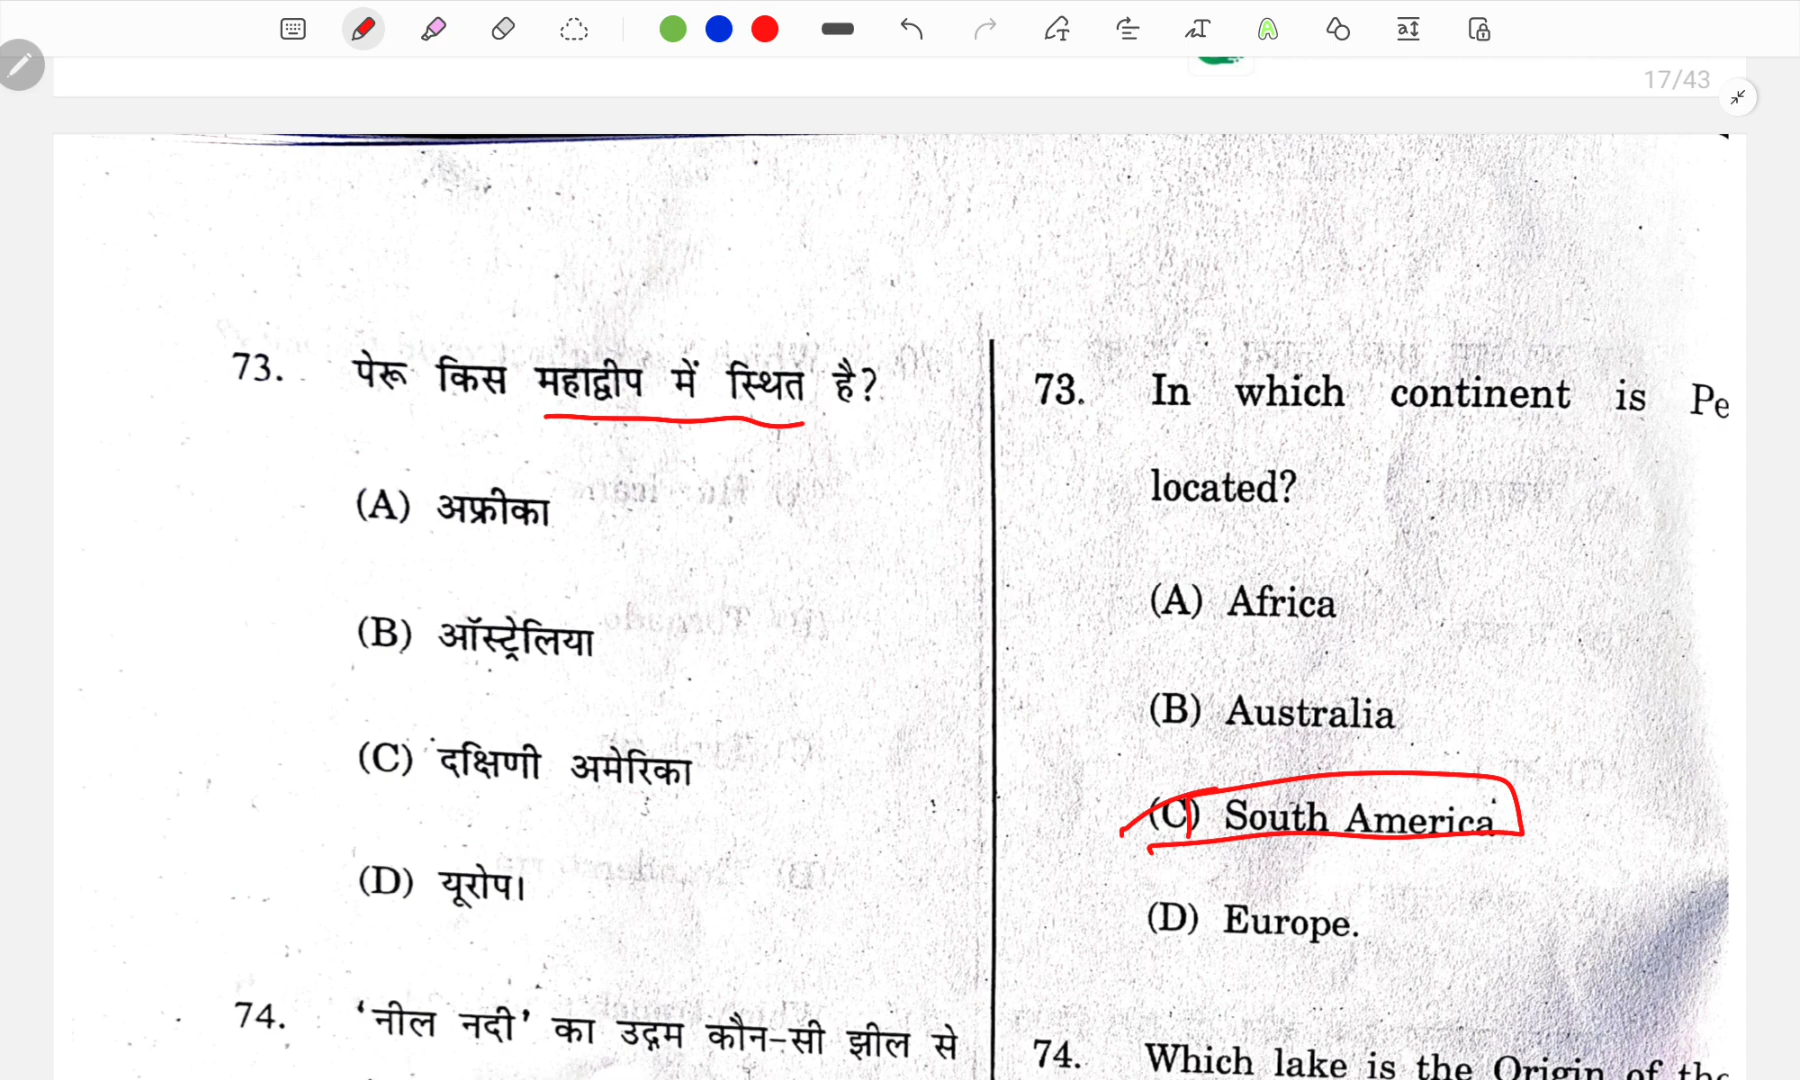 17/43
73. पेरू किस महाद्वीप में स्थित है?
(A) अफ्रीका
(B) ऑस्ट्रेलिया
(C) दक्षिणी अमेरिका
(D) यूरोप।
74. 'नील नदी' का उद्गम कौन-सी झील से
73. In which continent is Pe
located?
(A) Africa
(B) Australia
(C) South America
(D) Europe.
74. Which lake is the Origin of the